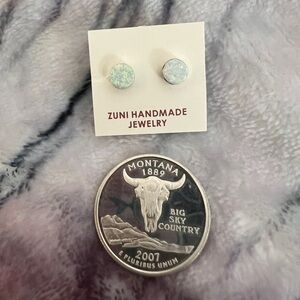 ZUNI HANDMADE
JEWELRY
MONTANA
1889
BIG
SKY
COUNTRY
2007
E PLURIBUS UNUM